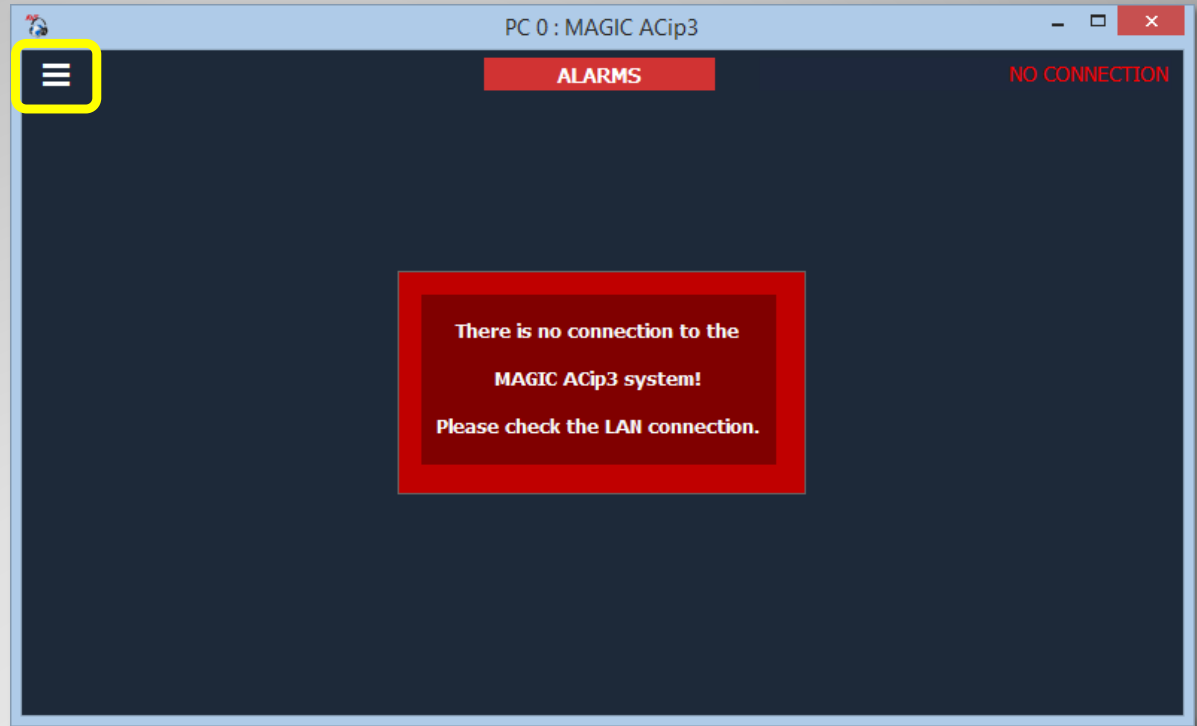 PC 0 : MAGIC ACip3
ALARMS
NO CONNECTION
There is no connection to the
MAGIC ACip3 system!
Please check the LAN connection.